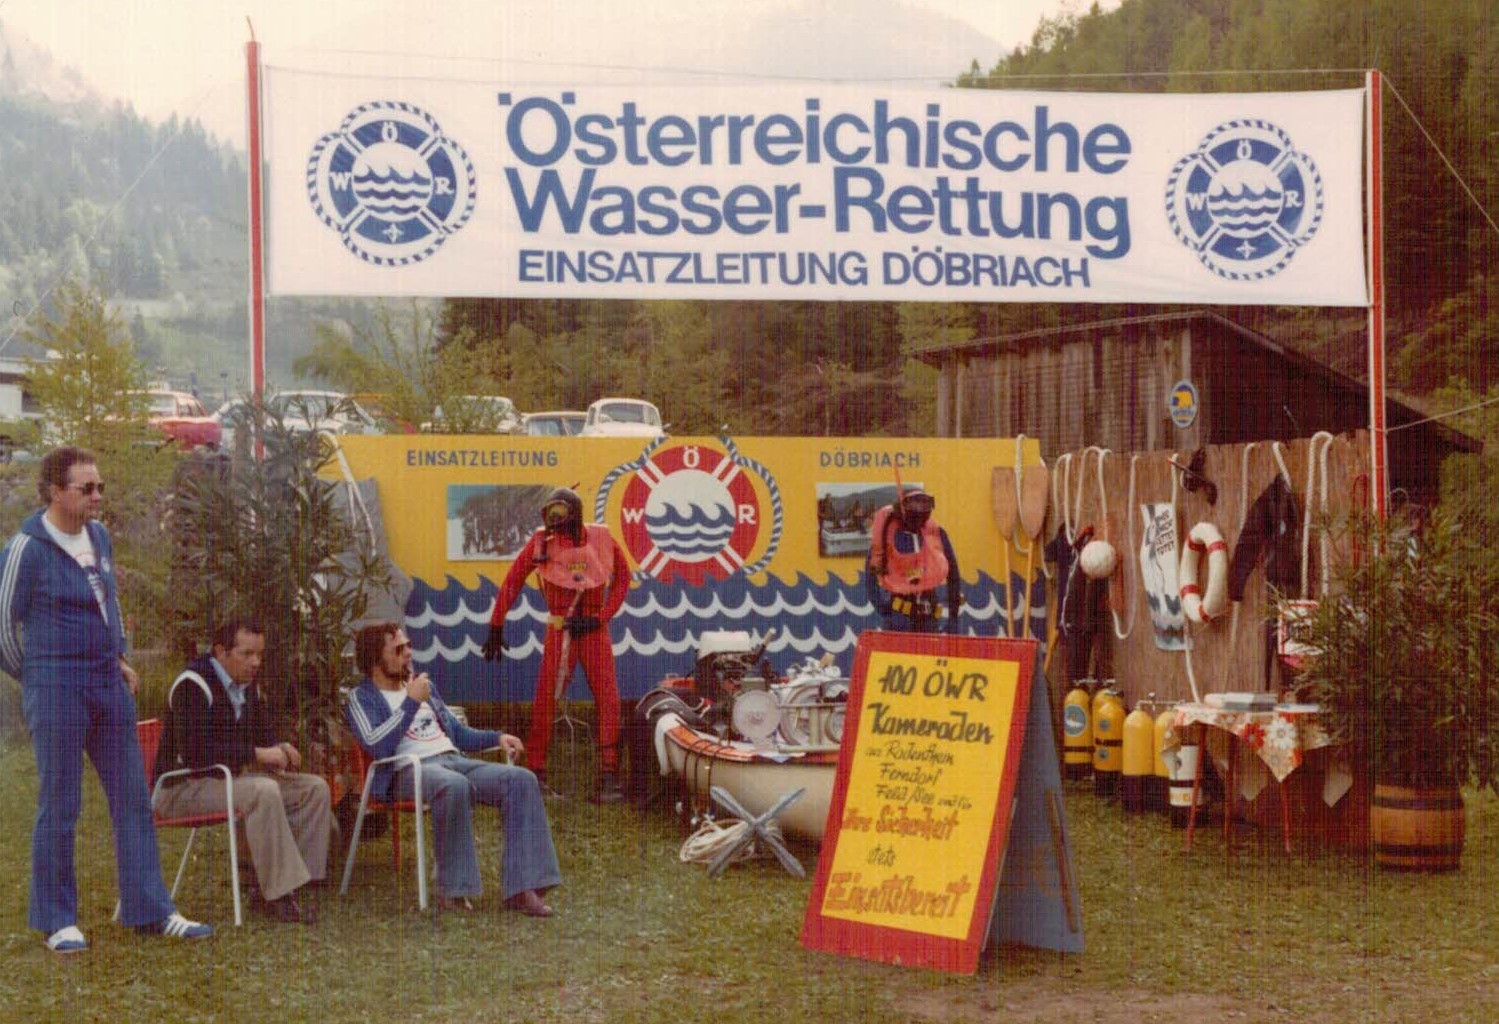 Ö
W R
Österreichische
Wasser-Rettung
EINSATZLEITUNG DÖBRIACH
Ö
W R
EINSATZLEITUNG
DÖBRIACH
Ö
W R
100 ÖWR
Kameraden
aus Radenthein
Ferndorf
Feld/See und für
Ihre Sicherheit
stets
Einsatzbereit